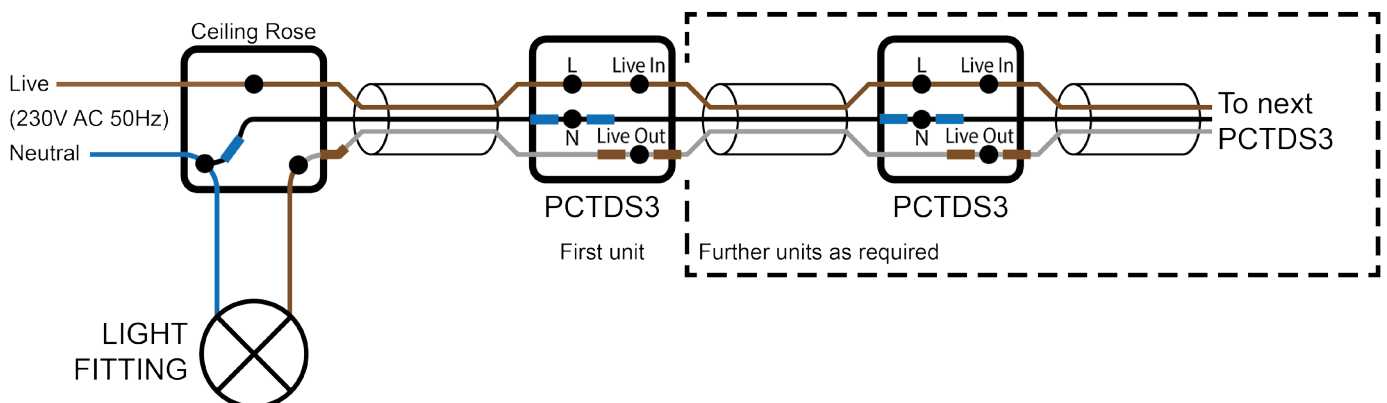 Ceiling Rose
Live
(230V AC 50Hz)
Neutral
L
Live In
N
Live Out
PCTDS3
First unit
L
Live In
N
Live Out
PCTDS3
Further units as required
To next
PCTDS3
LIGHT
FITTING